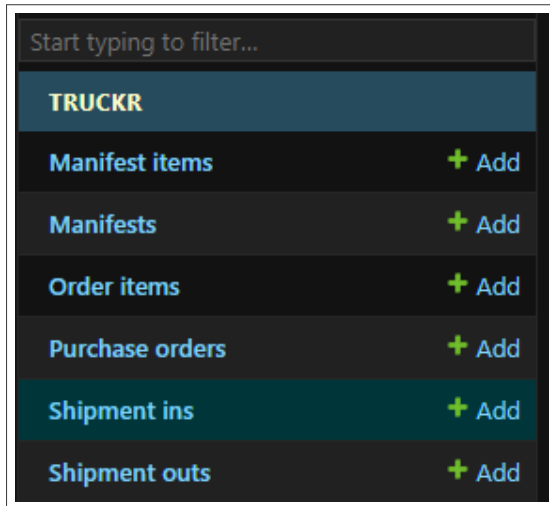 Start typing to filter...
TRUCKR
Manifest items + Add
Manifests + Add
Order items + Add
Purchase orders + Add
Shipment ins + Add
Shipment outs + Add